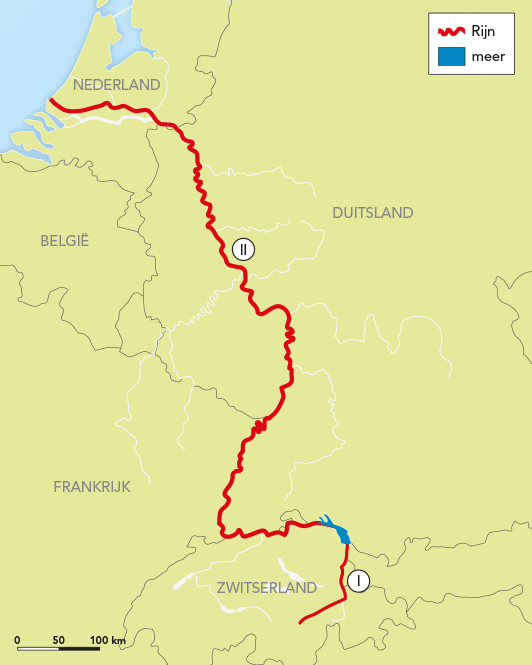 Rijn
meer
NEDERLAND
DUITSLAND
BELGIË
II
FRANKRIJK
ZWITSERLAND
I
0 50 100 km